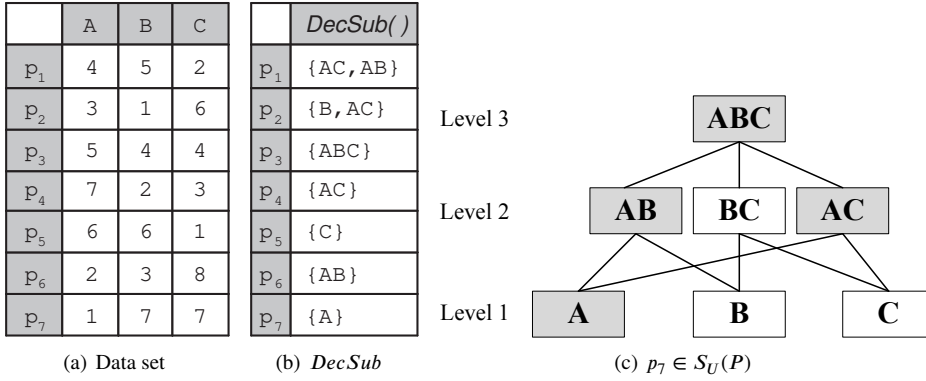 A B C
p1 4 5 2
p2 3 1 6
p3 5 4 4
p4 7 2 3
p5 6 6 1
p6 2 3 8
p7 1 7 7
(a) Data set
DecSub()
p1 {AC,AB}
p2 {B,AC}
p3 {ABC}
p4 {AC}
p5 {C}
p6 {AB}
p7 {A}
(b) DecSub
Level 3 ABC
Level 2 AB BC AC
Level 1 A B C
(c) p7 ∈ SU(P)